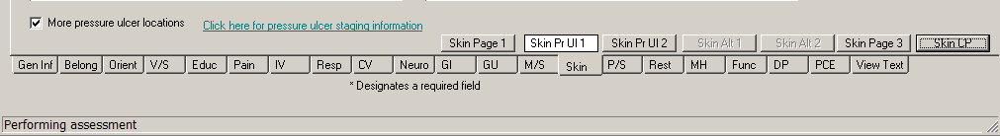 More pressure ulcer locations Click here for pressure ulcer staging information
Skin Page 1 Skin Pr Ul 1 Skin Pr Ul 2 Skin Alt 1 Skin Alt 2 Skin Page 3 Skin CP
Gen Inf Belong Orient V/S Educ Pain IV Resp CV Neuro GI GU M/S Skin P/S Rest MH Func DP PCE View Text
* Designates a required field
Performing assessment